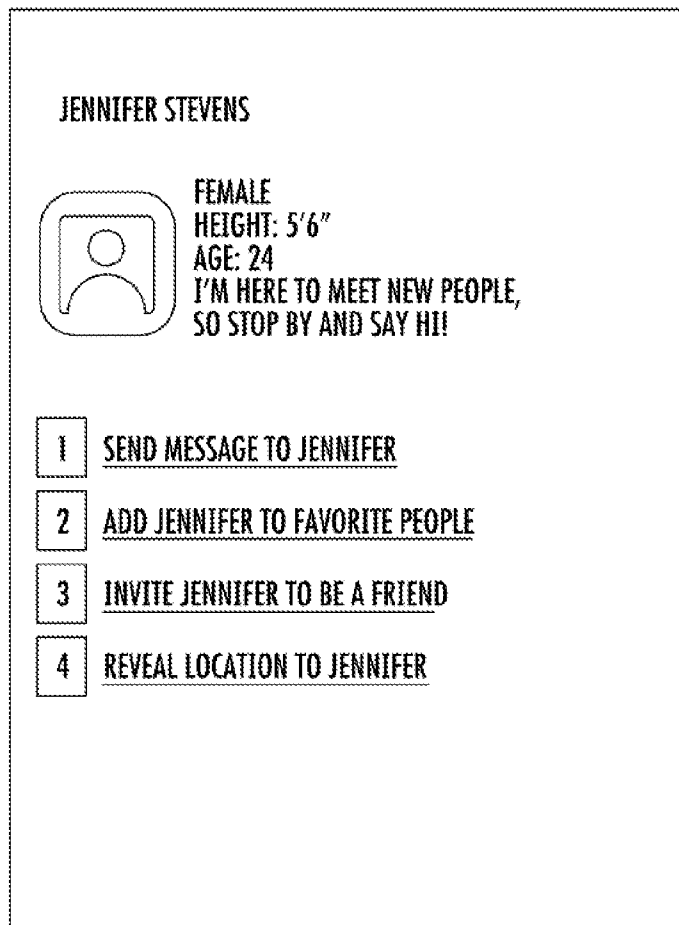 JENNIFER STEVENS
FEMALE
HEIGHT: 5'6"
AGE: 24
I'M HERE TO MEET NEW PEOPLE,
SO STOP BY AND SAY HI!
1 SEND MESSAGE TO JENNIFER
2 ADD JENNIFER TO FAVORITE PEOPLE
3 INVITE JENNIFER TO BE A FRIEND
4 REVEAL LOCATION TO JENNIFER